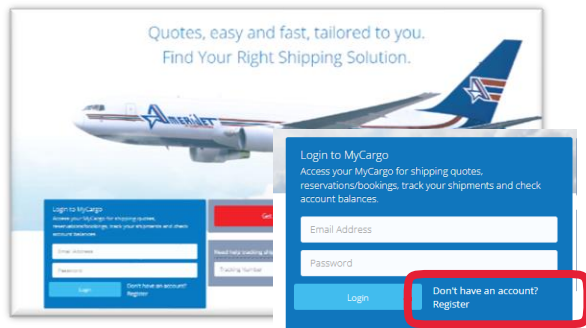 Quotes, easy and fast, tailored to you.
Find Your Right Shipping Solution.
AMERIJET
Login to MyCargo
Access your MyCargo for shipping quotes,
reservations/bookings, track your shipments and check
account balances.
Email Address
Password
Login
Don't have an account?
Register
Get
Need help tracking
Tracking Number
Login to MyCargo
Access your MyCargo for shipping quotes,
reservations/bookings, track your shipments and check
account balances.
Email Address
Password
Login
Don't have an account?
Register